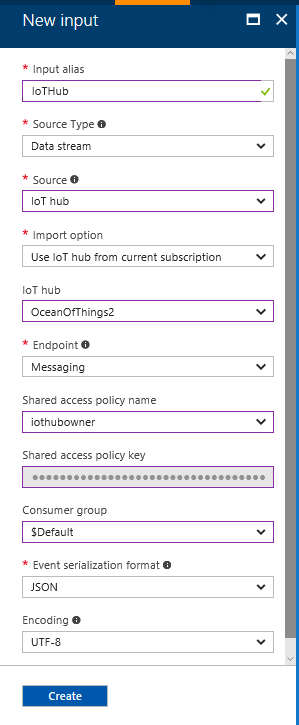 New input
* Input alias
IoTHub
* Source Type
Data stream
* Source
IoT hub
* Import option
Use IoT hub from current subscription
IoT hub
OceanOfThings2
* Endpoint
Messaging
Shared access policy name
iothubowner
Shared access policy key
Consumer group
$Default
* Event serialization format
JSON
Encoding
UTF-8
Create